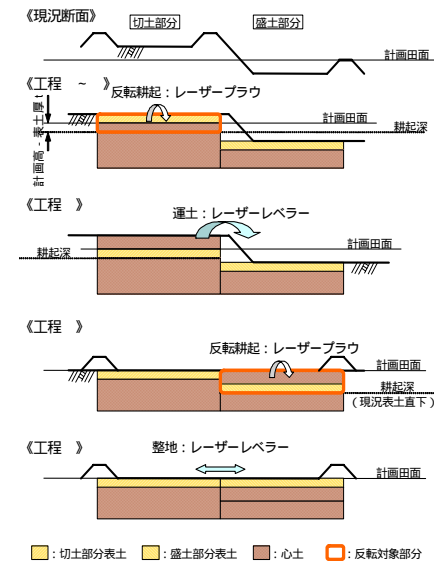 《現況断面》
切土部分
盛土部分
計画田面
《工程　～　》
反転耕起：レーザープラウ
計画田面
耕起深
計画高-表土厚t
《工程　》
運土：レーザーレベラー
計画田面
耕起深
《工程　》
反転耕起：レーザープラウ
計画田面
耕起深
(現況表土直下)
《工程　》
整地：レーザーレベラー
計画田面
：切土部分表土　：盛土部分表土　：心土　：反転対象部分